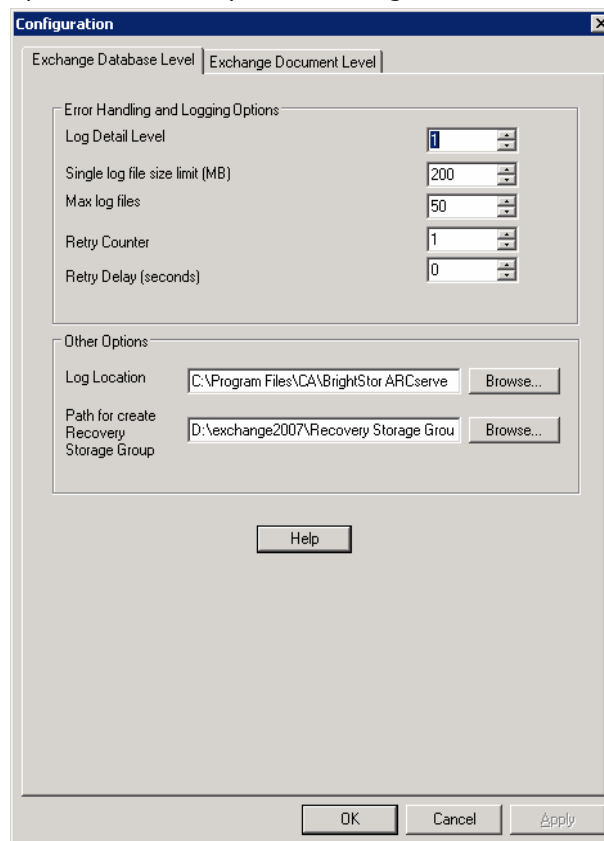 Configuration
Exchange Database Level Exchange Document Level
Error Handling and Logging Options
Log Detail Level 1
Single log file size limit (MB) 200
Max log files 50
Retry Counter 1
Retry Delay (seconds) 0
Other Options
Log Location C:\Program Files\CA\BrightStor ARCserve Browse...
Path for create
Recovery D:\exchange2007\Recovery Storage Grou Browse...
Storage Group
Help
OK Cancel Apply